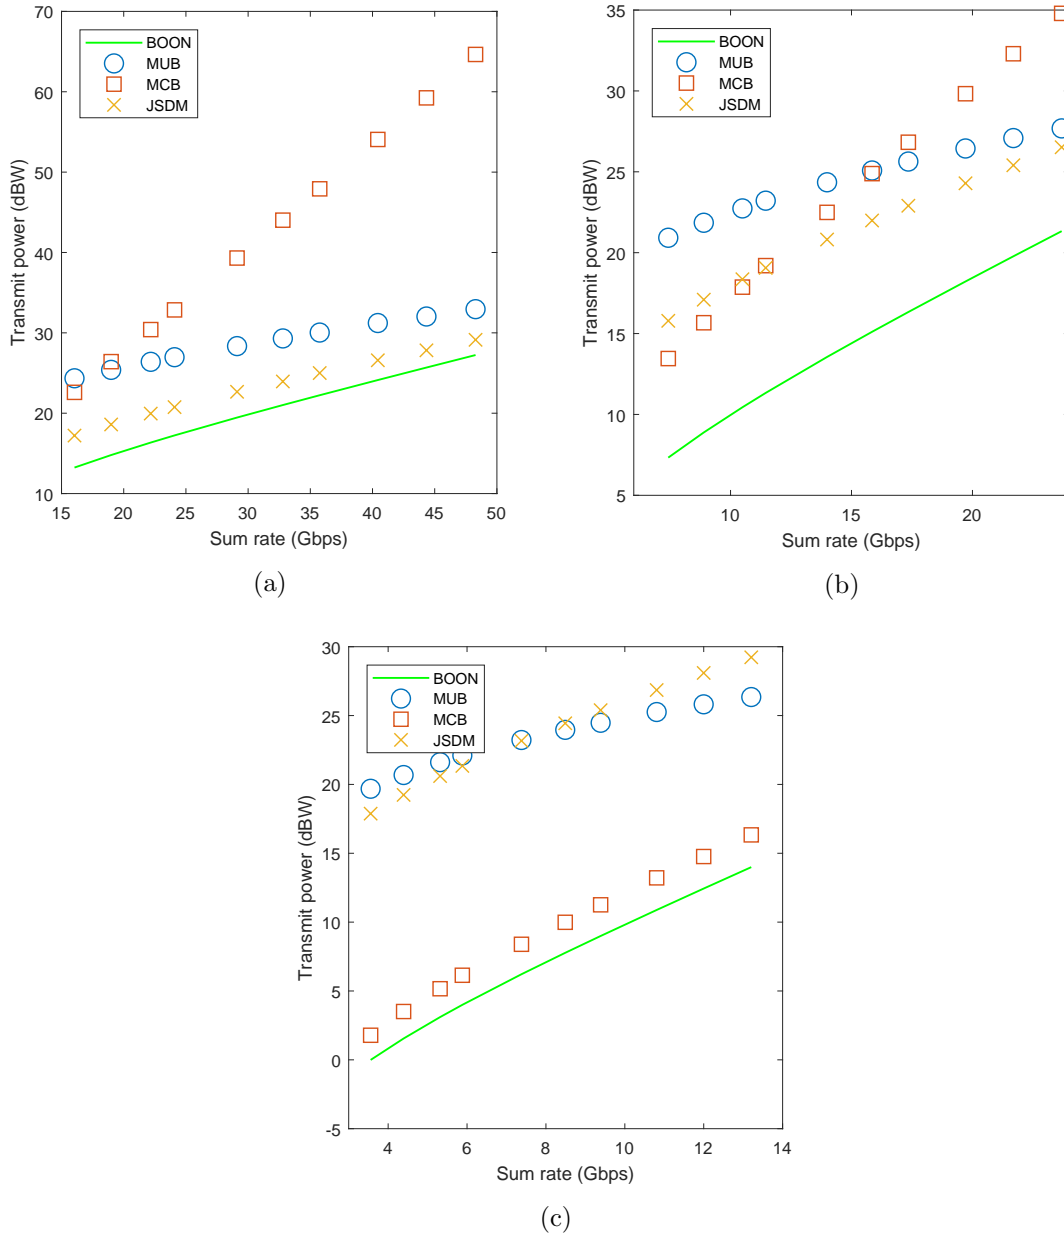 70
60
50
40
30
20
10
Transmit power (dBW)
BOON
MUB
MCB
JSDM
15 20 25 30 35 40 45 50
Sum rate (Gbps)
(a)
35
30
25
20
15
10
5
Transmit power (dBW)
BOON
MUB
MCB
JSDM
10 15 20
Sum rate (Gbps)
(b)
30
25
20
15
10
5
0
-5
Transmit power (dBW)
BOON
MUB
MCB
JSDM
4 6 8 10 12 14
Sum rate (Gbps)
(c)